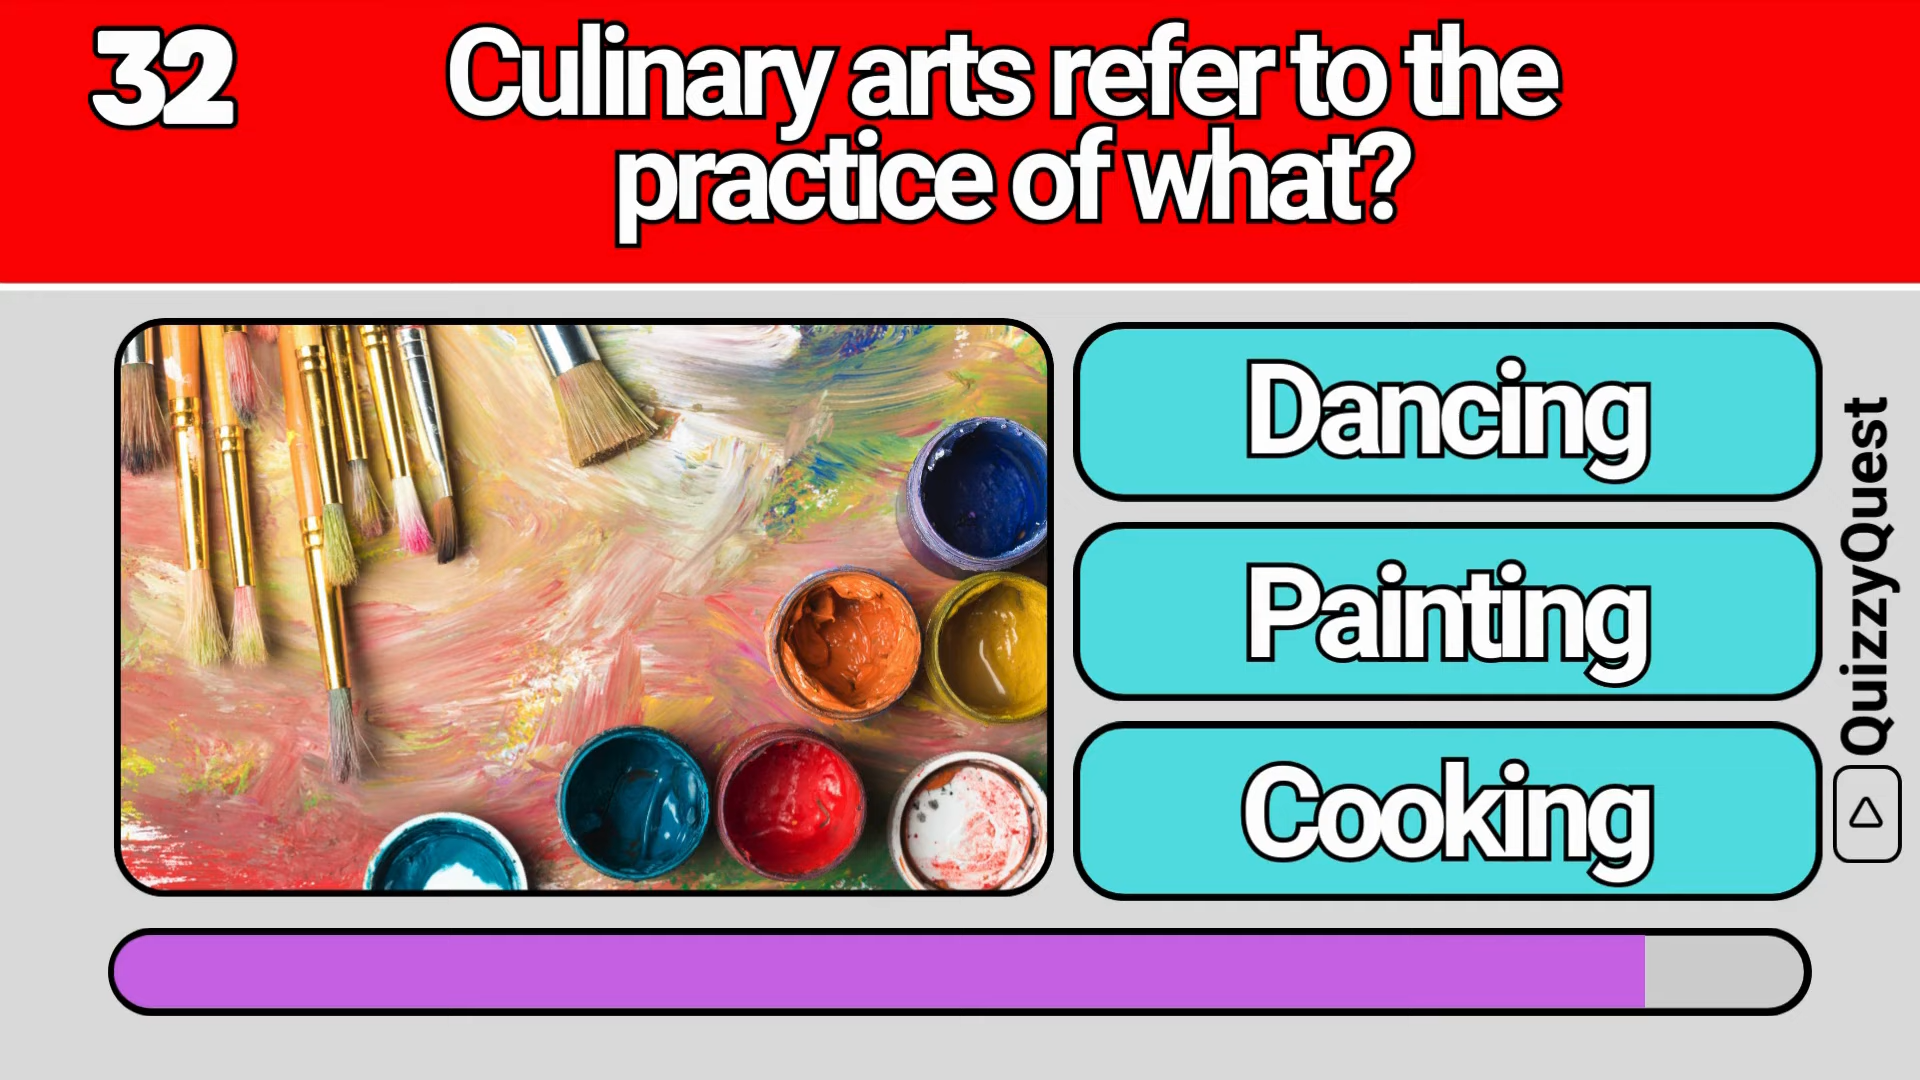 32
Culinary arts refer to the
practice of what?
Dancing
Painting
Cooking
QuizzyQuest